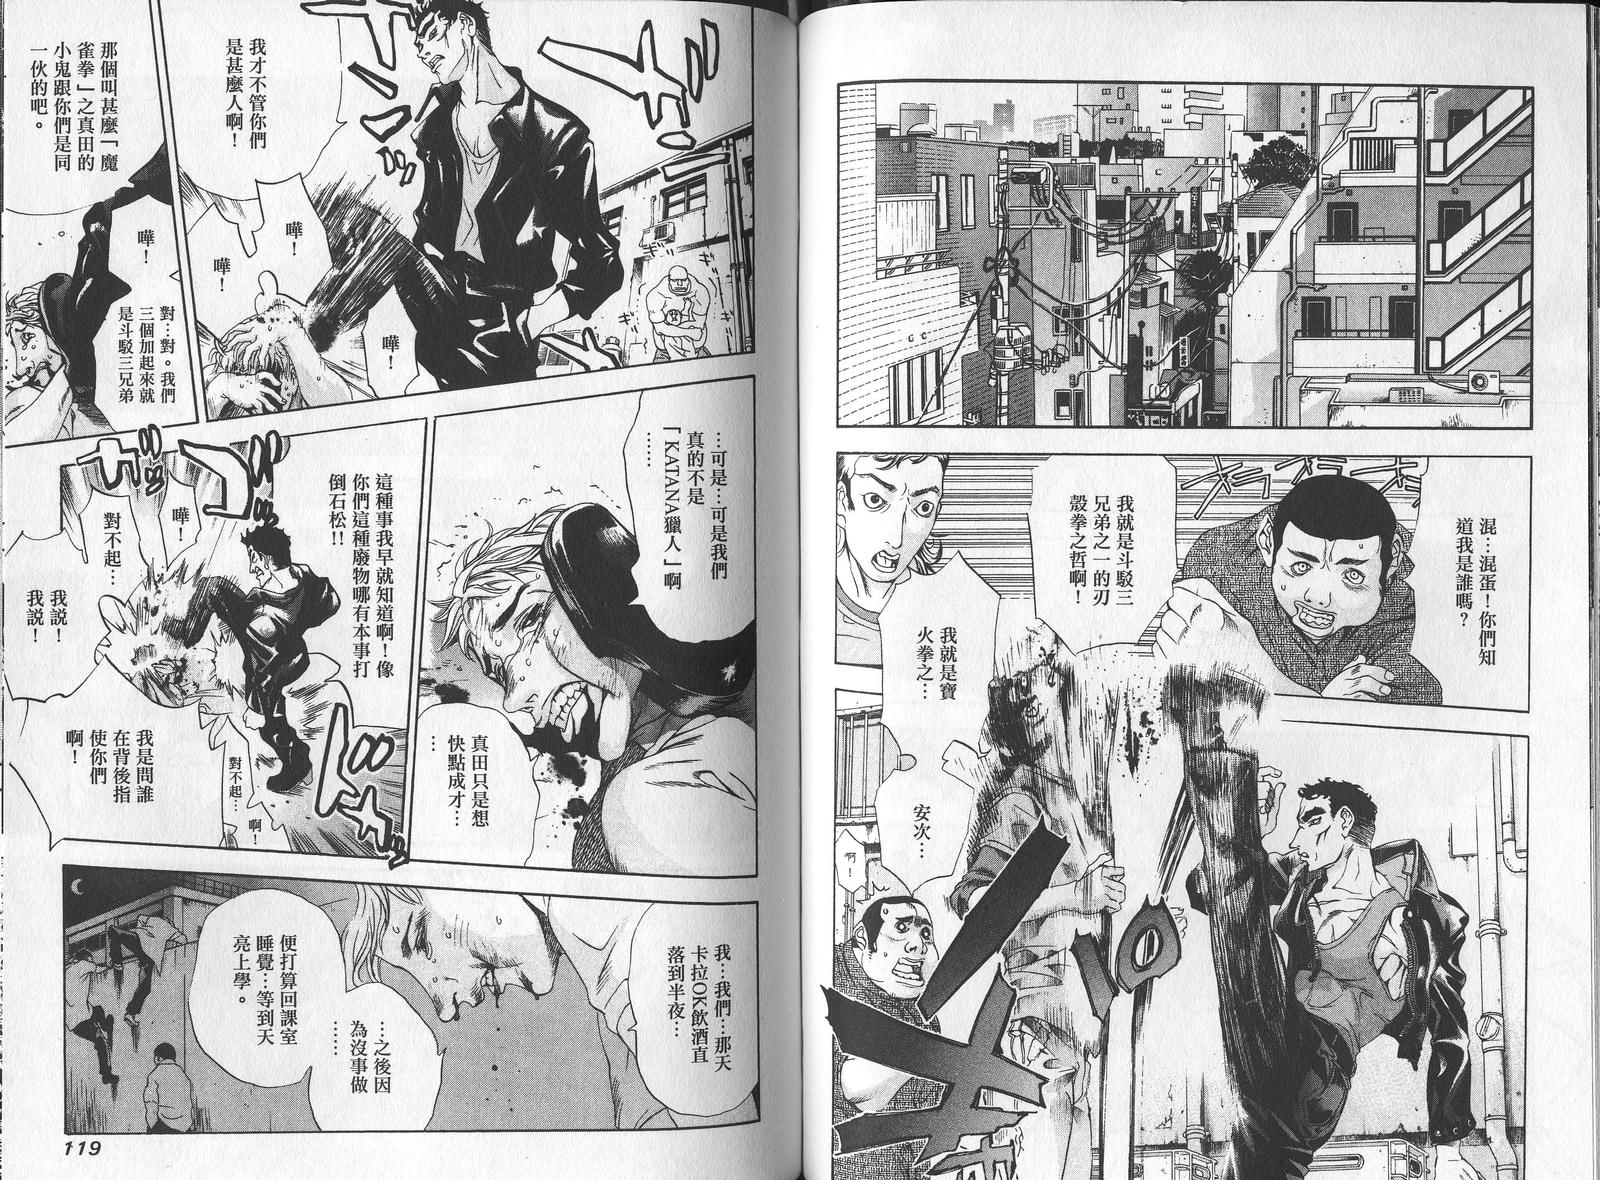 混…混蛋！你們知
道我是誰嗎？
我就是斗駁三
兄弟之一的刃
殼拳之哲啊！
我就是寶
火拳之…
安次…
啊！
我才不管你們
是甚麼人啊！
嘩！
嘩！
嘩！
那個叫甚麼「魔
雀拳」之真田的
小鬼跟你們是同
一伙的吧。
對…對。我們
三個加起來就
是斗駁三兄弟
…可是…可是我們
真的不是
「KATANA獵人」啊
……
真田只是想
快點成才…
…
這種事我早就知道啊！像
你們這種廢物哪有本事打
倒石松!!
嘩！
對不起…
我說！
我說！
對不起…
啊！
我是問誰
在背後指
使你們
啊！
我…我們…那天
卡拉OK飲酒直
落到半夜…
…之後因
為沒事做
……
便打算回課室
睡覺…等到天
亮上學。
119